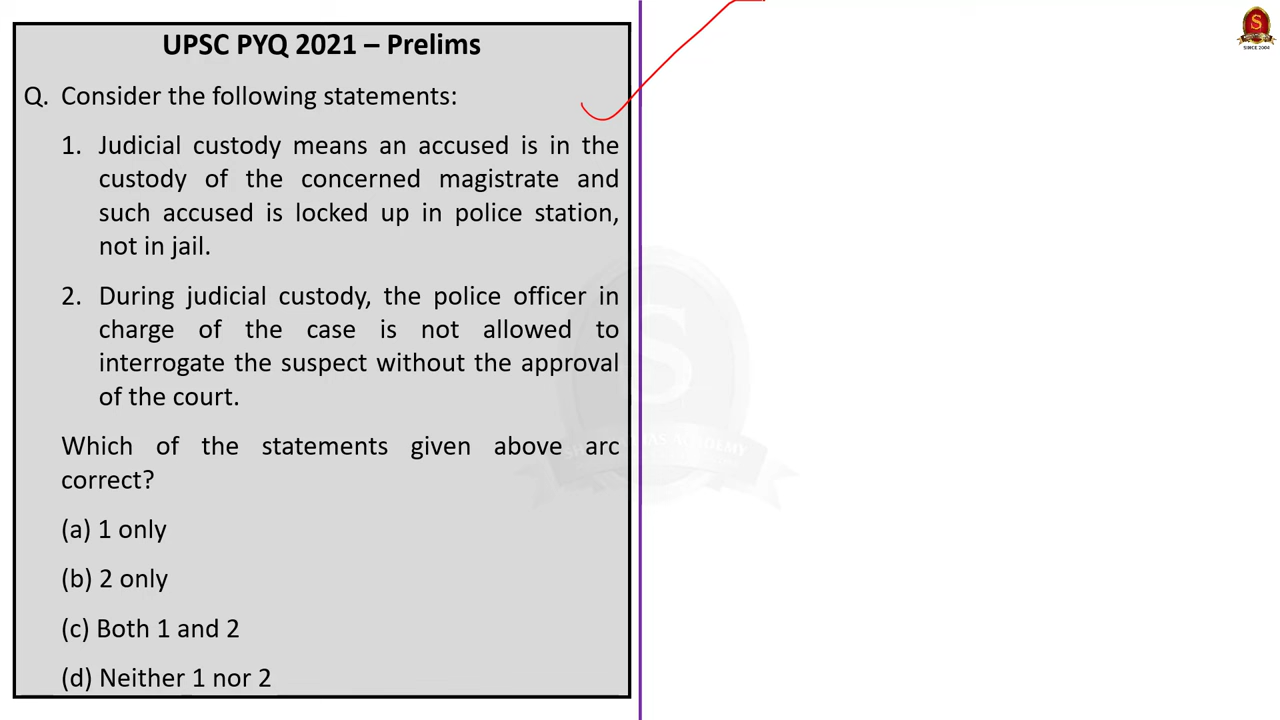 UPSC PYQ 2021 – Prelims
Q. Consider the following statements:
1. Judicial custody means an accused is in the
custody of the concerned magistrate and
such accused is locked up in police station,
not in jail.
2. During judicial custody, the police officer in
charge of the case is not allowed to
interrogate the suspect without the approval
of the court.
Which of the statements given above arc
correct?
(a) 1 only
(b) 2 only
(c) Both 1 and 2
(d) Neither 1 nor 2
S
SINCE 2004
S
ACADEMY